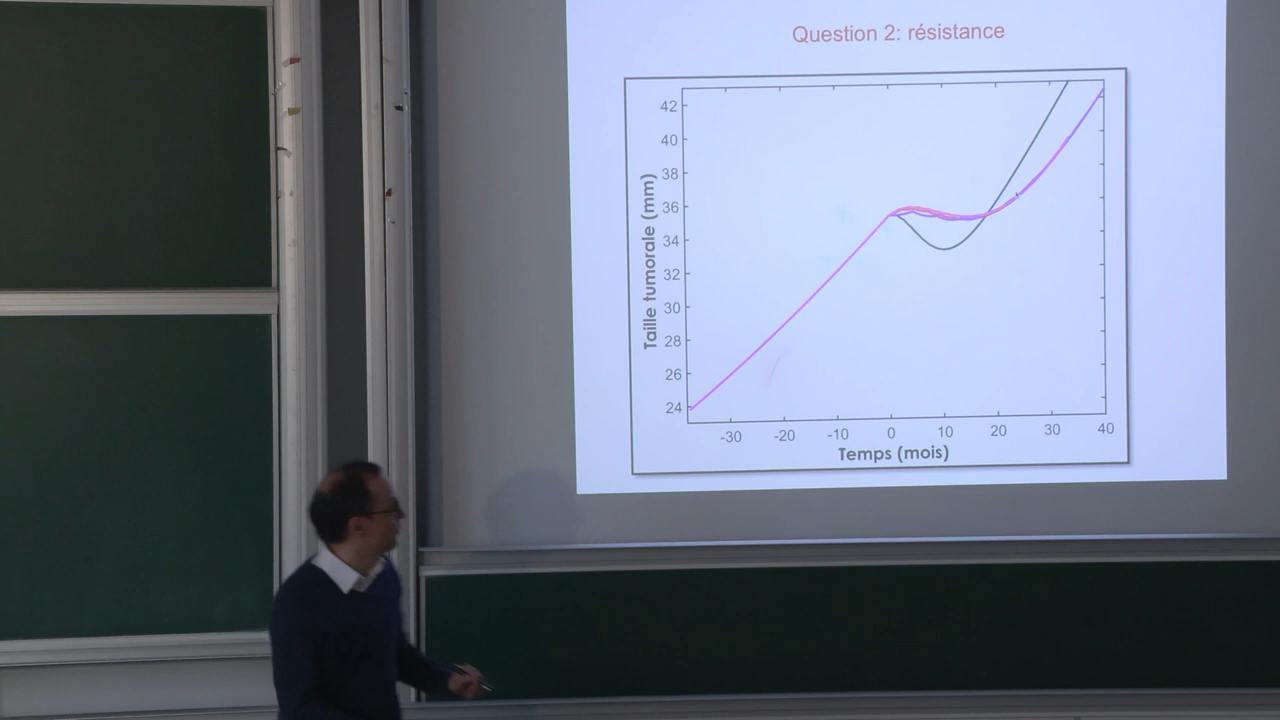 Question 2: résistance
42
40
38
36
34
32
30
28
26
24
Taille tumorale (mm)
-30 -20 -10 0 10 20 30 40
Temps (mois)